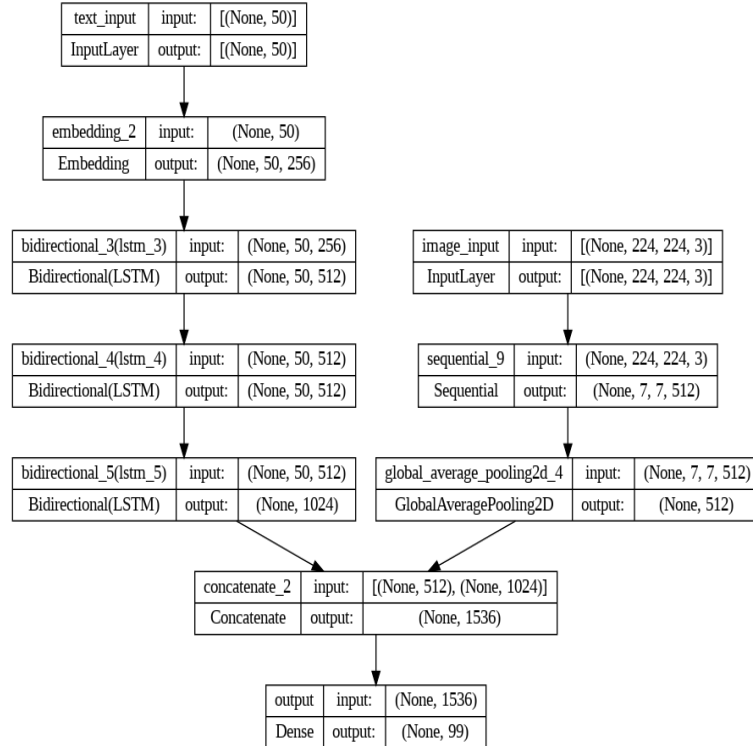 text_input input: [(None, 50)]
InputLayer output: [(None, 50)]
embedding_2 input: (None, 50)
Embedding output: (None, 50, 256)
bidirectional_3(lstm_3) input: (None, 50, 256)
Bidirectional(LSTM) output: (None, 50, 512)
image_input input: [(None, 224, 224, 3)]
InputLayer output: [(None, 224, 224, 3)]
bidirectional_4(lstm_4) input: (None, 50, 512)
Bidirectional(LSTM) output: (None, 50, 512)
sequential_9 input: (None, 224, 224, 3)
Sequential output: (None, 7, 7, 512)
bidirectional_5(lstm_5) input: (None, 50, 512)
Bidirectional(LSTM) output: (None, 1024)
global_average_pooling2d_4 input: (None, 7, 7, 512)
GlobalAveragePooling2D output: (None, 512)
concatenate_2 input: [(None, 512), (None, 1024)]
Concatenate output: (None, 1536)
output input: (None, 1536)
Dense output: (None, 99)